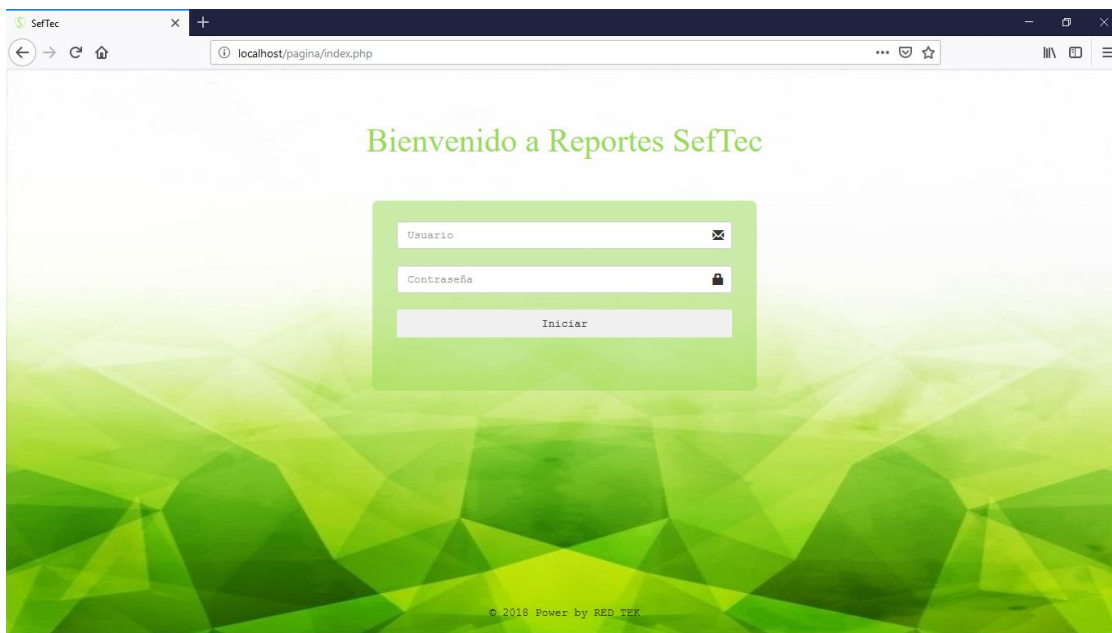 SefTec
localhost/pagina/index.php
Bienvenido a Reportes SefTec
Usuario
Contraseña
Iniciar
© 2018 Power by RED TEK